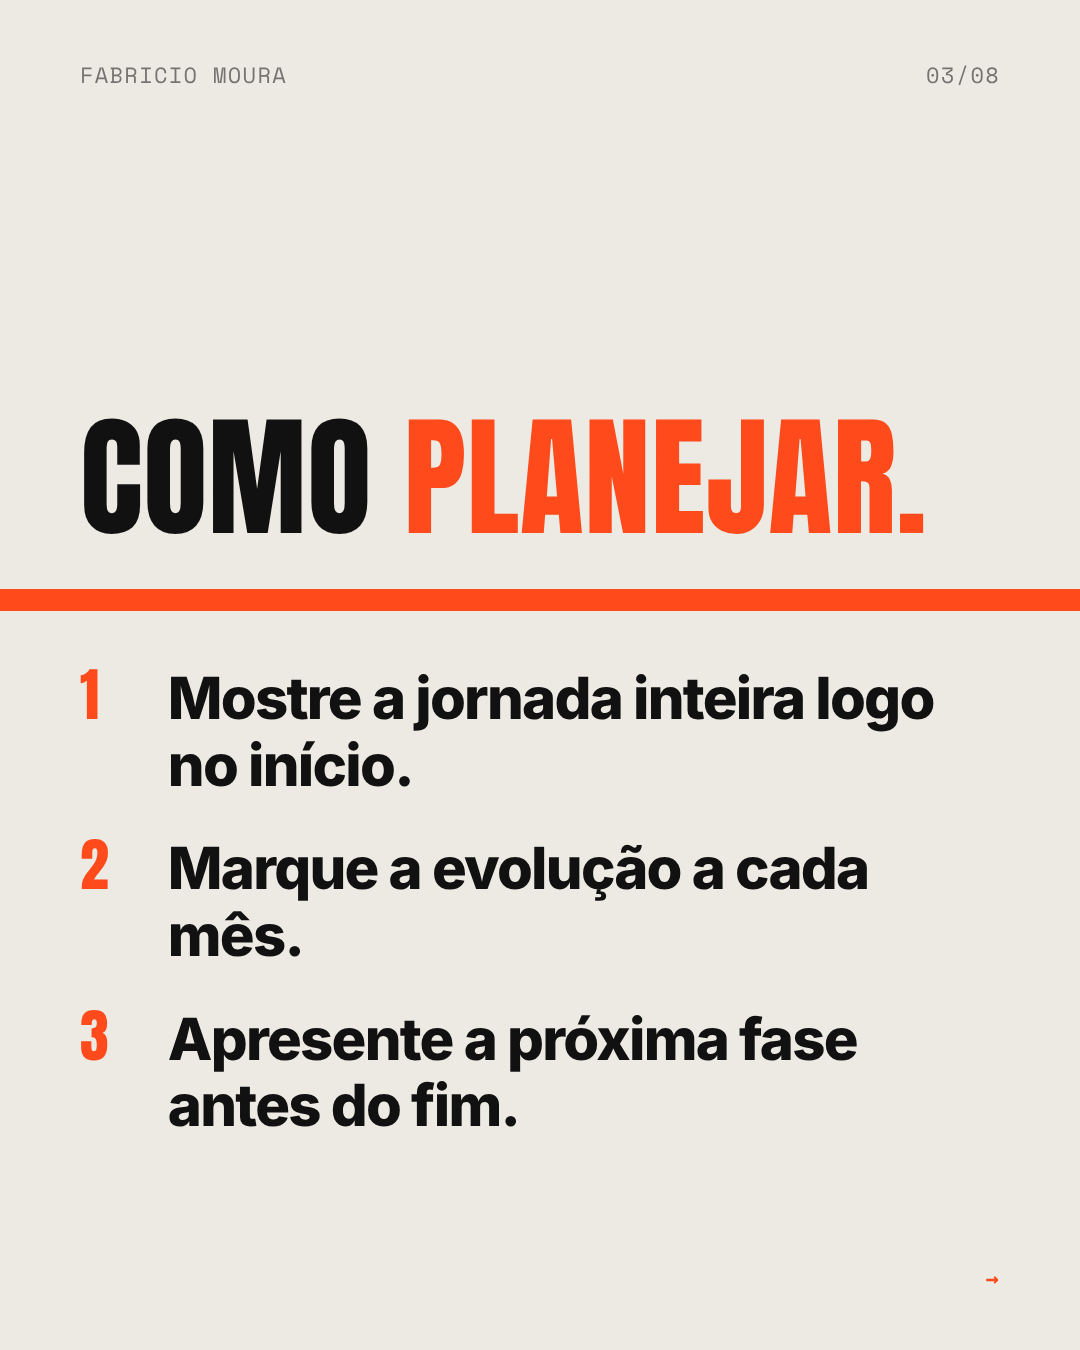 FABRICIO MOURA
03/08
COMO PLANEJAR.
1 Mostre a jornada inteira logo
no início.
2 Marque a evolução a cada
mês.
3 Apresente a próxima fase
antes do fim.
→